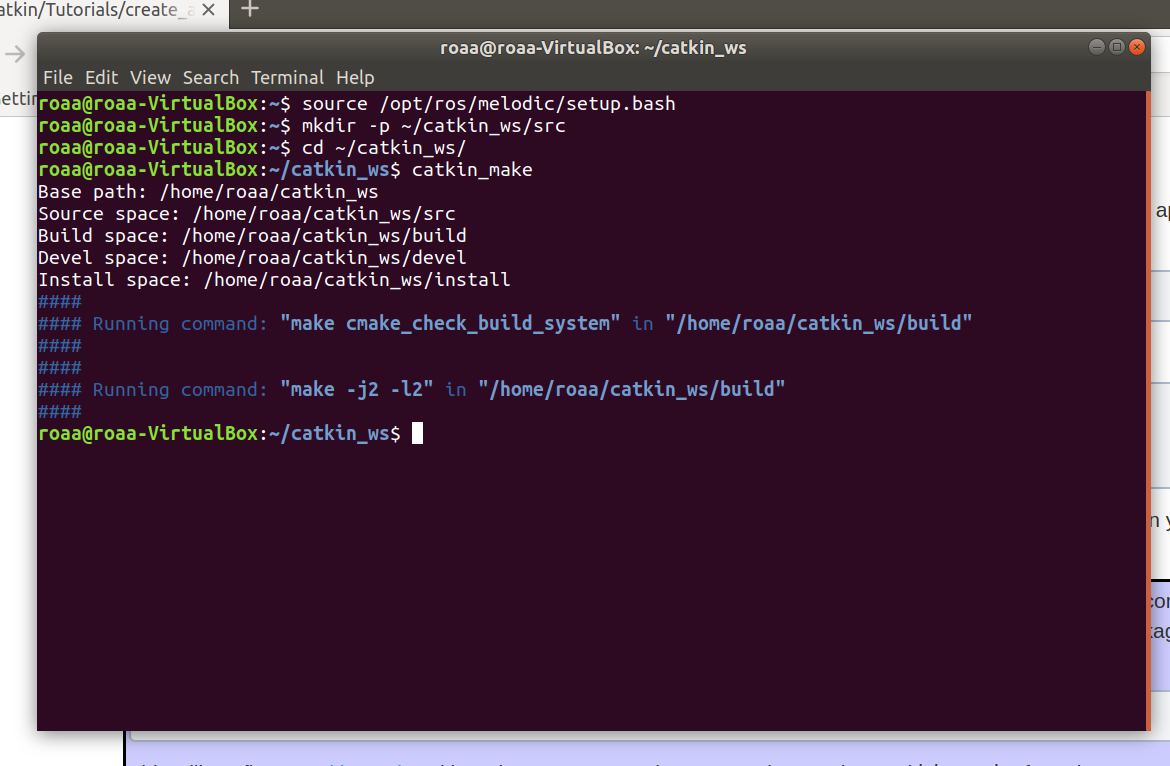 atkin/Tutorials/create_a
roaa@roaa-VirtualBox: ~/catkin_ws
File Edit View Search Terminal Help
roaa@roaa-VirtualBox:~$ source /opt/ros/melodic/setup.bash
roaa@roaa-VirtualBox:~$ mkdir -p ~/catkin_ws/src
roaa@roaa-VirtualBox:~$ cd ~/catkin_ws/
roaa@roaa-VirtualBox:~/catkin_ws$ catkin_make
Base path: /home/roaa/catkin_ws
Source space: /home/roaa/catkin_ws/src
Build space: /home/roaa/catkin_ws/build
Devel space: /home/roaa/catkin_ws/devel
Install space: /home/roaa/catkin_ws/install
####
#### Running command: "make cmake_check_build_system" in "/home/roaa/catkin_ws/build"
####
####
#### Running command: "make -j2 -l2" in "/home/roaa/catkin_ws/build"
####
roaa@roaa-VirtualBox:~/catkin_ws$